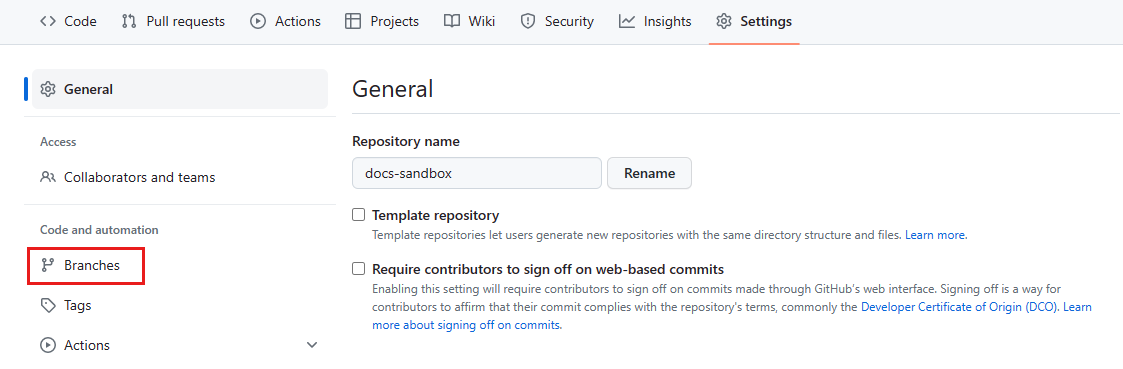 Code Pull requests Actions Projects Wiki Security Insights Settings
General
Access
Collaborators and teams
Code and automation
Branches
Tags
Actions
General
Repository name
docs-sandbox Rename
Template repository
Template repositories let users generate new repositories with the same directory structure and files. Learn more.
Require contributors to sign off on web-based commits
Enabling this setting will require contributors to sign off on commits made through GitHub's web interface. Signing off is a way for
contributors to affirm that their commit complies with the repository's terms, commonly the Developer Certificate of Origin (DCO). Learn
more about signing off on commits.